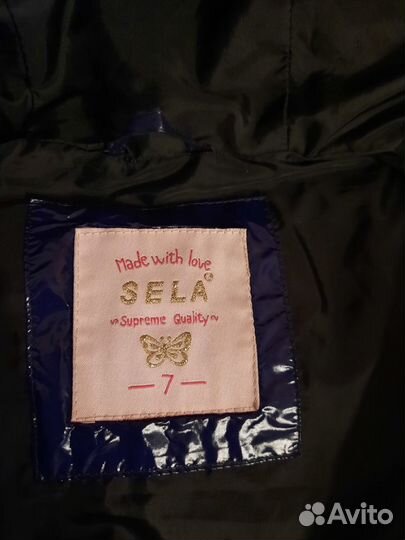 Made with love
SELA
Supreme Quality
— 7 —
Avito